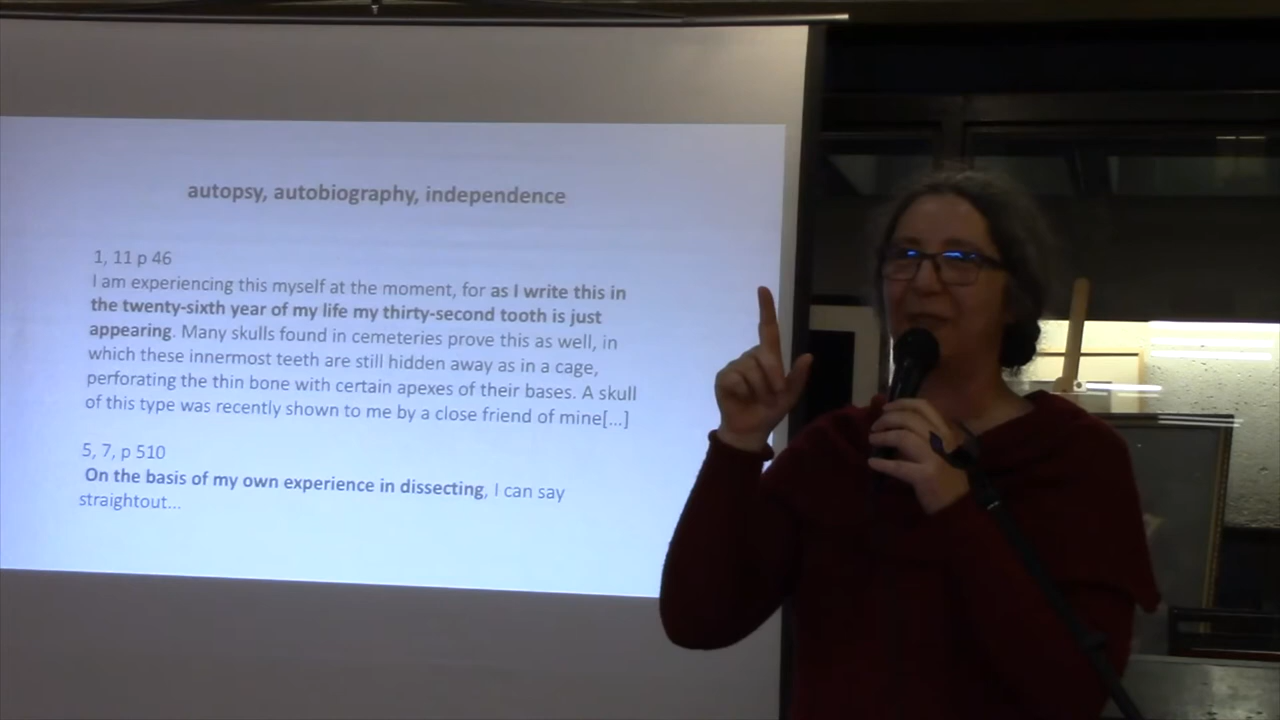 autopsy, autobiography, independence
1, 11 p 46
I am experiencing this myself at the moment, for as I write this in
the twenty-sixth year of my life my thirty-second tooth is just
appearing. Many skulls found in cemeteries prove this as well, in
which these innermost teeth are still hidden away as in a cage,
perforating the thin bone with certain apexes of their bases. A skull
of this type was recently shown to me by a close friend of mine[...]
5, 7, p 510
On the basis of my own experience in dissecting, I can say
straightout...